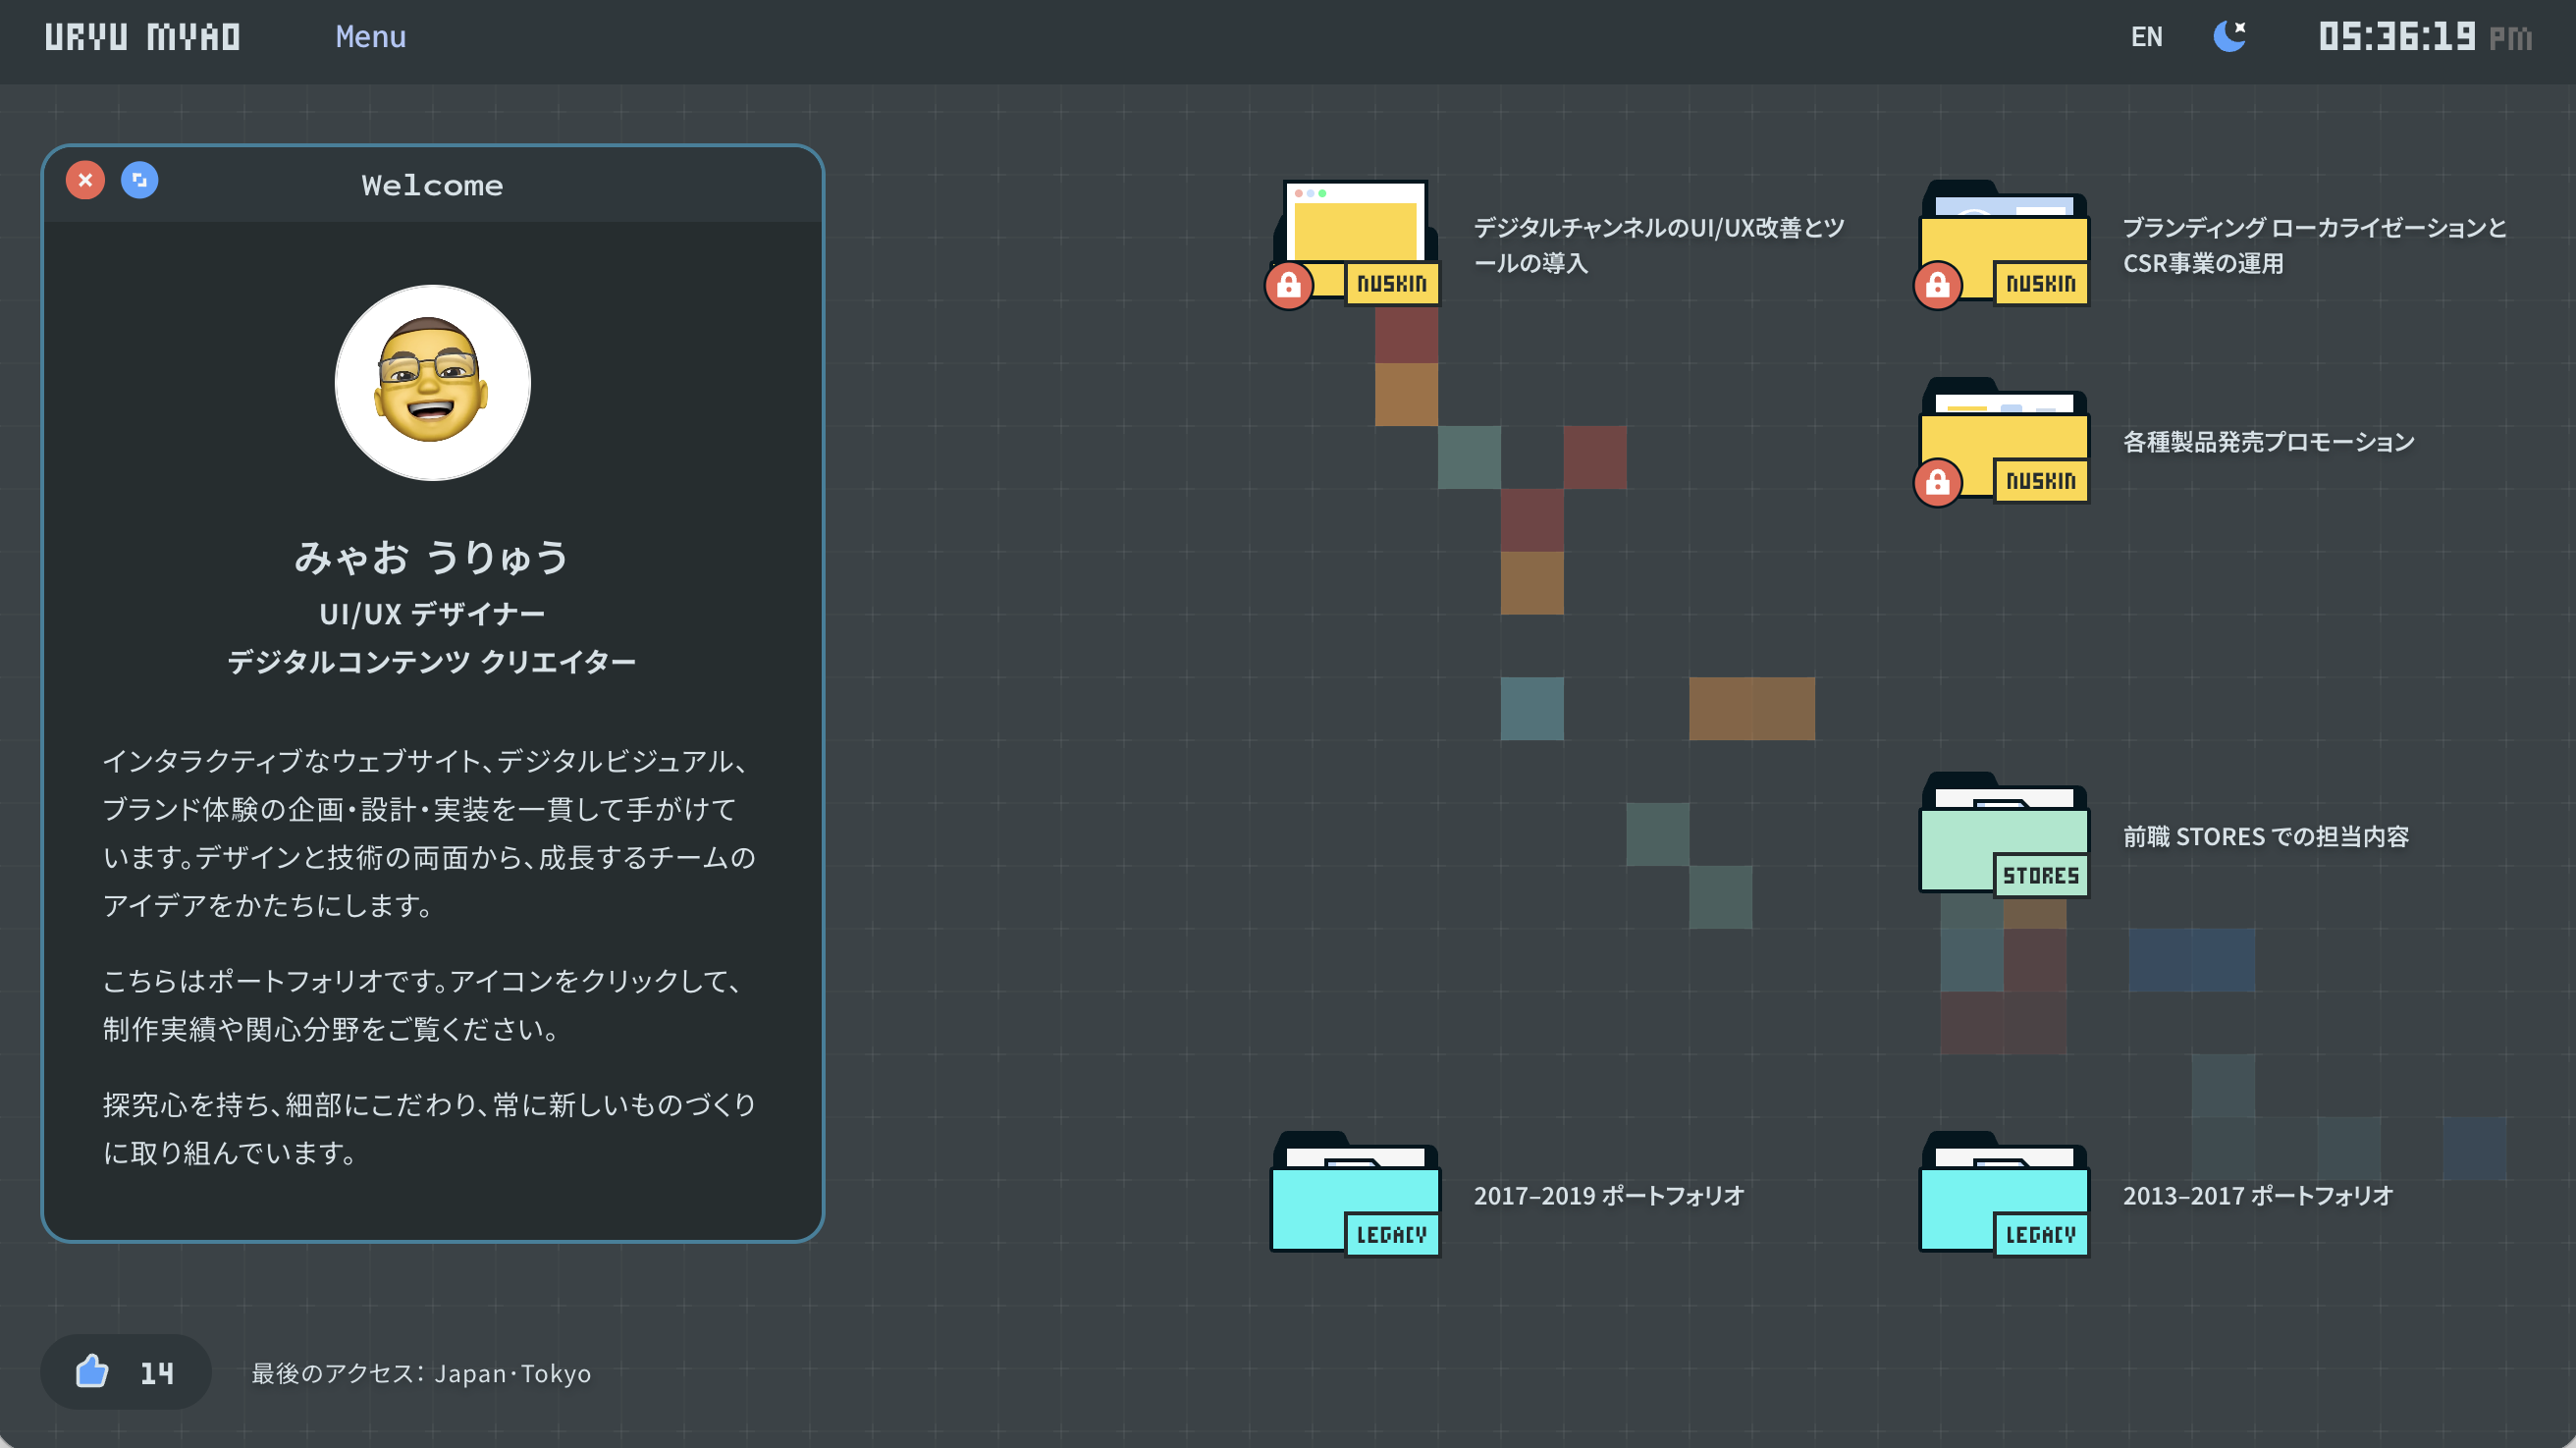 URYU MYAO
Menu
EN
05:36:19 PM
Welcome
みゃお うりゅう
UI/UX デザイナー
デジタルコンテンツ クリエイター
インタラクティブなウェブサイト、デジタルビジュアル、
ブランド体験の企画・設計・実装を一貫して手がけて
います。デザインと技術の両面から、成長するチームの
アイデアをかたちにします。
こちらはポートフォリオです。アイコンをクリックして、
制作実績や関心分野をご覧ください。
探究心を持ち、細部にこだわり、常に新しいものづくり
に取り組んでいます。
NUSKIN
デジタルチャンネルのUI/UX改善とツ
ールの導入
NUSKIN
ブランディング ローカライゼーションと
CSR事業の運用
NUSKIN
各種製品発売プロモーション
STORES
前職 STORES での担当内容
LEGACY
2017–2019 ポートフォリオ
LEGACY
2013–2017 ポートフォリオ
14
最後のアクセス： Japan・Tokyo